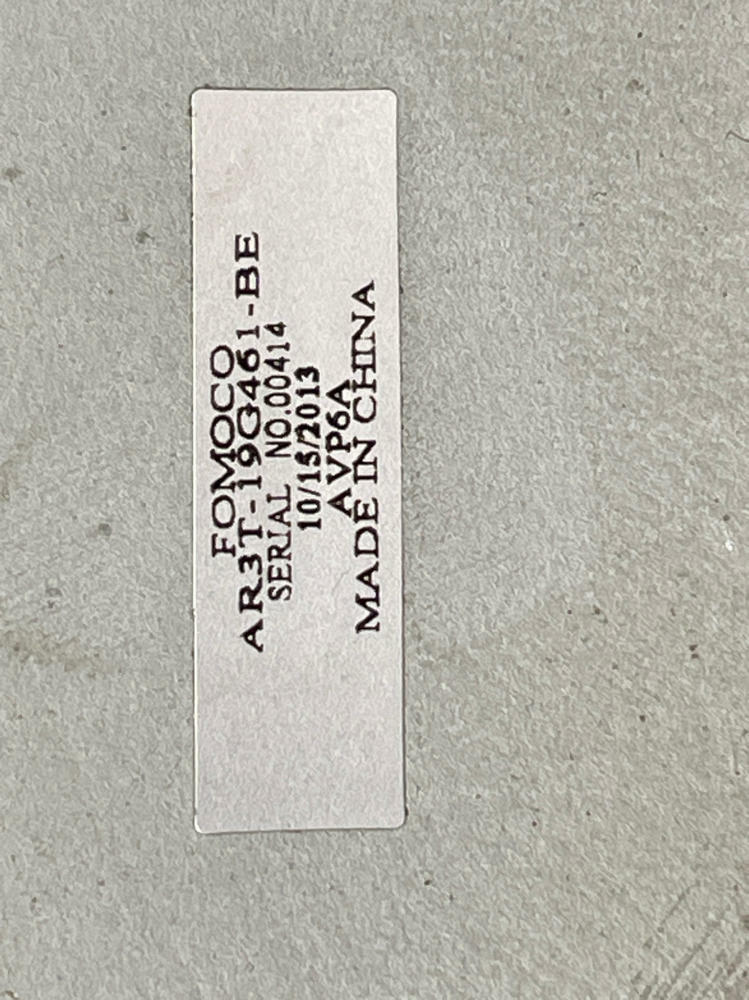 FOMOCO
AR3T-19G461-BE
SERIAL NO.00414
10/15/2013
AVP6A
MADE IN CHINA